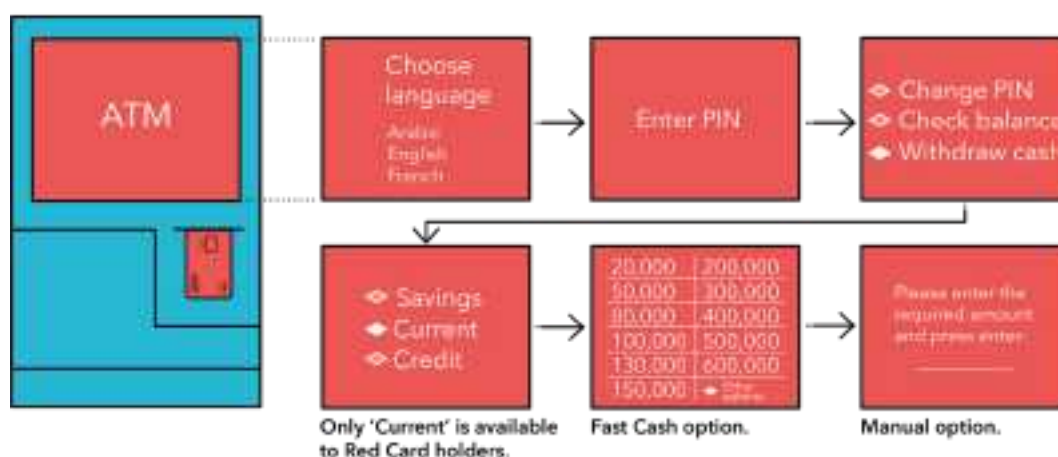 ATM
Choose
language
Arabic
English
French
Enter PIN
Change PIN
Check balance
Withdraw cash
Savings
Current
Credit
Only 'Current' is available
to Red Card holders.
20,000 200,000
50,000 300,000
80,000 400,000
100,000 500,000
130,000 600,000
150,000 Other
Fast Cash option.
Please enter the
required amount
and press enter.
Manual option.